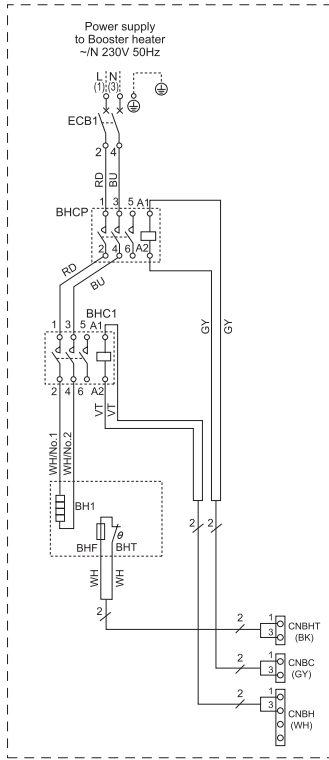 Power supply
to Booster heater
~/N 230V 50Hz
L N
(1) (3)
ECB1
2 4
RD BU
1 3 5 A1
BHCP
2 4 6 A2
RD
BU
GY GY
BHC1
1 3 5 A1
2 4 6 A2
VT VT
WH/No.1 WH/No.2
BH1
θ
BHF BHT
WH WH
2 2
2
2 1 CNBHT
3 (BK)
2 1 CNBC
3 (GY)
2 1
3 CNBH
(WH)